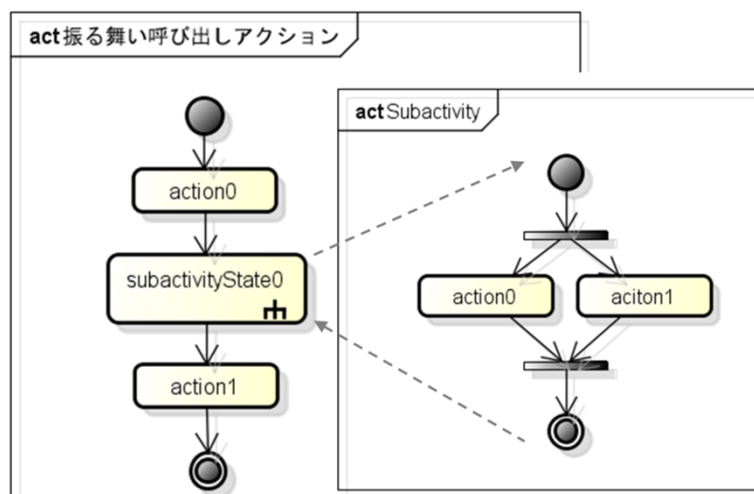 act 振る舞い呼び出しアクション
action0
subactivityState0
action1
act Subactivity
action0
aciton1